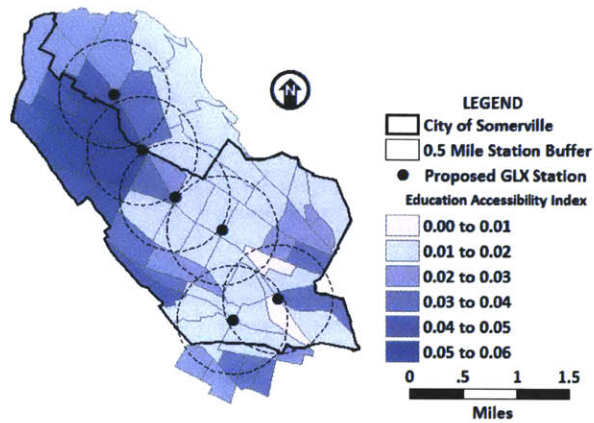 N
LEGEND
City of Somerville
0.5 Mile Station Buffer
Proposed GLX Station
Education Accessibility Index
0.00 to 0.01
0.01 to 0.02
0.02 to 0.03
0.03 to 0.04
0.04 to 0.05
0.05 to 0.06
0 .5 1 1.5
Miles